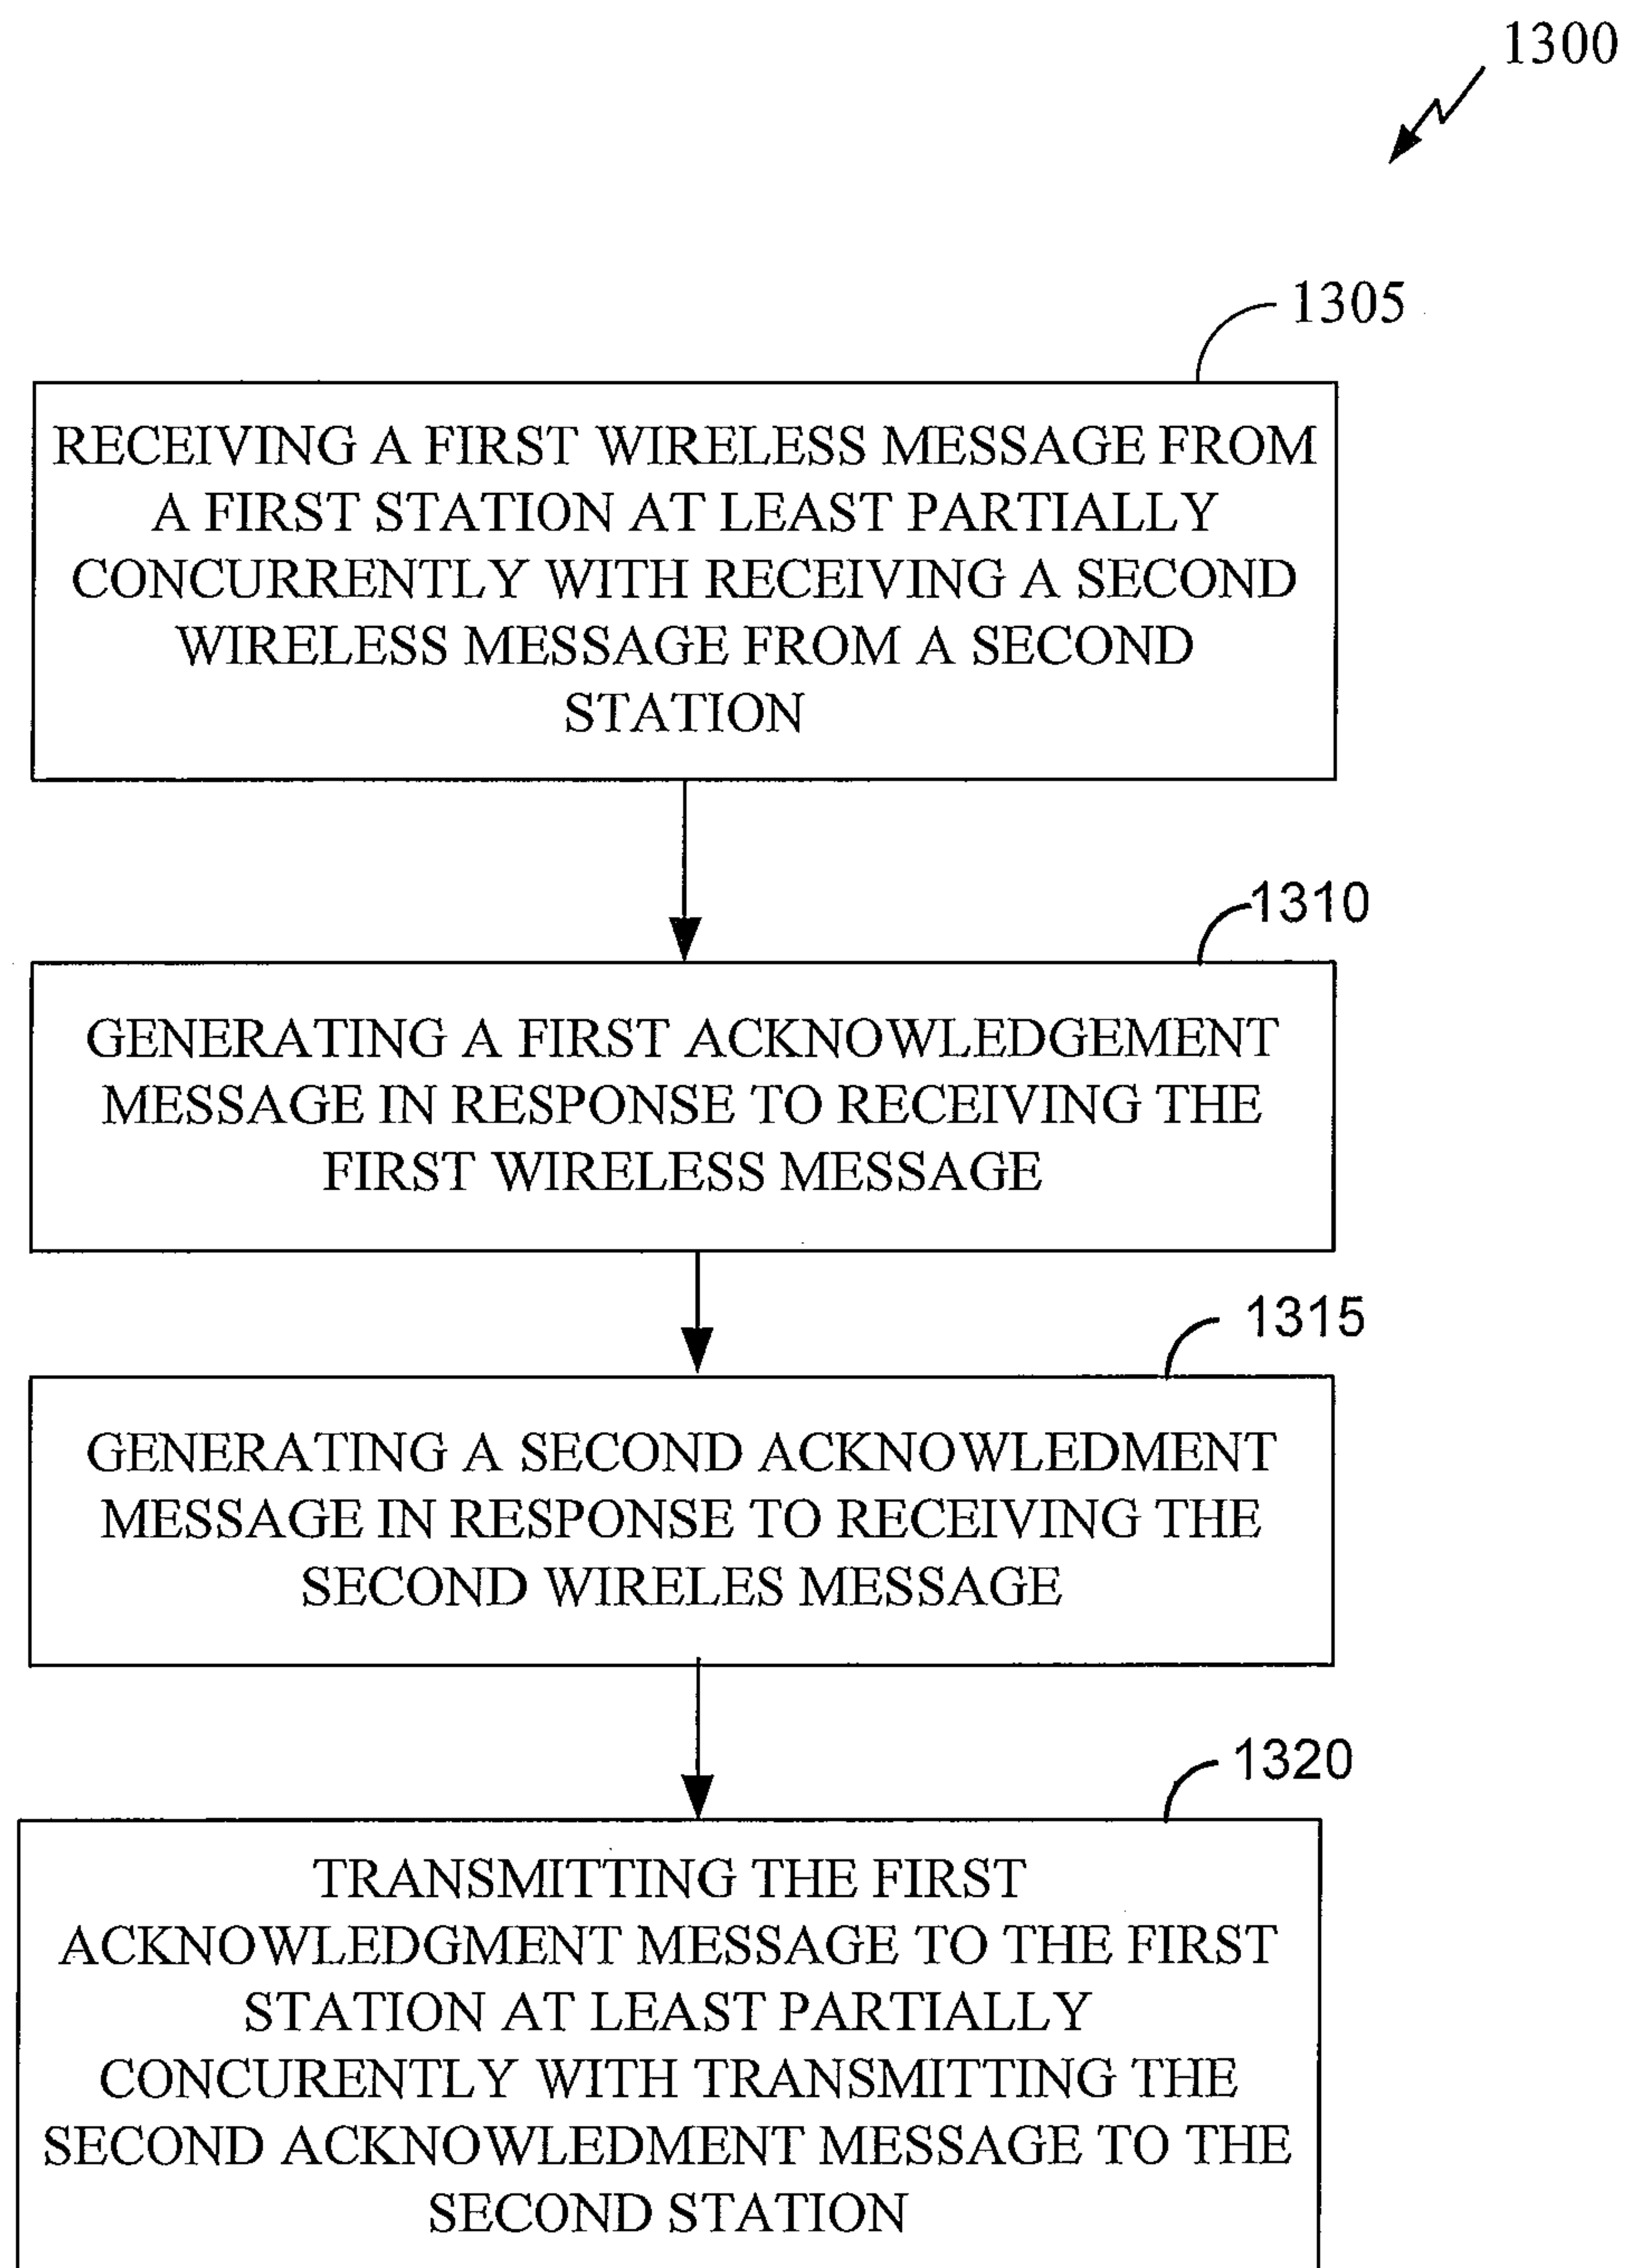 1300
1305
RECEIVING A FIRST WIRELESS MESSAGE FROM
A FIRST STATION AT LEAST PARTIALLY
CONCURRENTLY WITH RECEIVING A SECOND
WIRELESS MESSAGE FROM A SECOND
STATION
1310
GENERATING A FIRST ACKNOWLEDGEMENT
MESSAGE IN RESPONSE TO RECEIVING THE
FIRST WIRELESS MESSAGE
1315
GENERATING A SECOND ACKNOWLEDMENT
MESSAGE IN RESPONSE TO RECEIVING THE
SECOND WIRELES MESSAGE
1320
TRANSMITTING THE FIRST
ACKNOWLEDGMENT MESSAGE TO THE FIRST
STATION AT LEAST PARTIALLY
CONCURENTLY WITH TRANSMITTING THE
SECOND ACKNOWLEDMENT MESSAGE TO THE
SECOND STATION